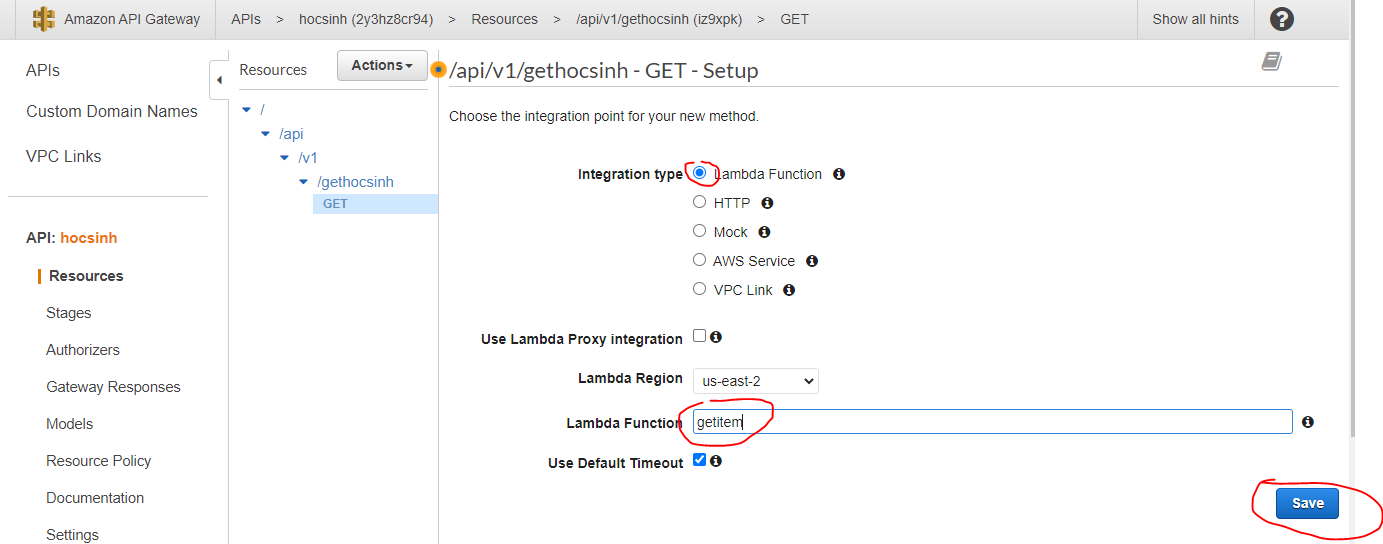 Amazon API Gateway APIs > hocsinh (2y3hz8cr94) > Resources > /api/v1/gethocsinh (iz9xpk) > GET Show all hints ?
APIs
Custom Domain Names
VPC Links
API: hocsinh
Resources
Stages
Authorizers
Gateway Responses
Models
Resource Policy
Documentation
Settings
Resources Actions
/
/api
/v1
/gethocsinh
GET
/api/v1/gethocsinh - GET - Setup
Choose the integration point for your new method.
Integration type Lambda Function
HTTP
Mock
AWS Service
VPC Link
Use Lambda Proxy integration
Lambda Region us-east-2
Lambda Function getitem
Use Default Timeout
Save